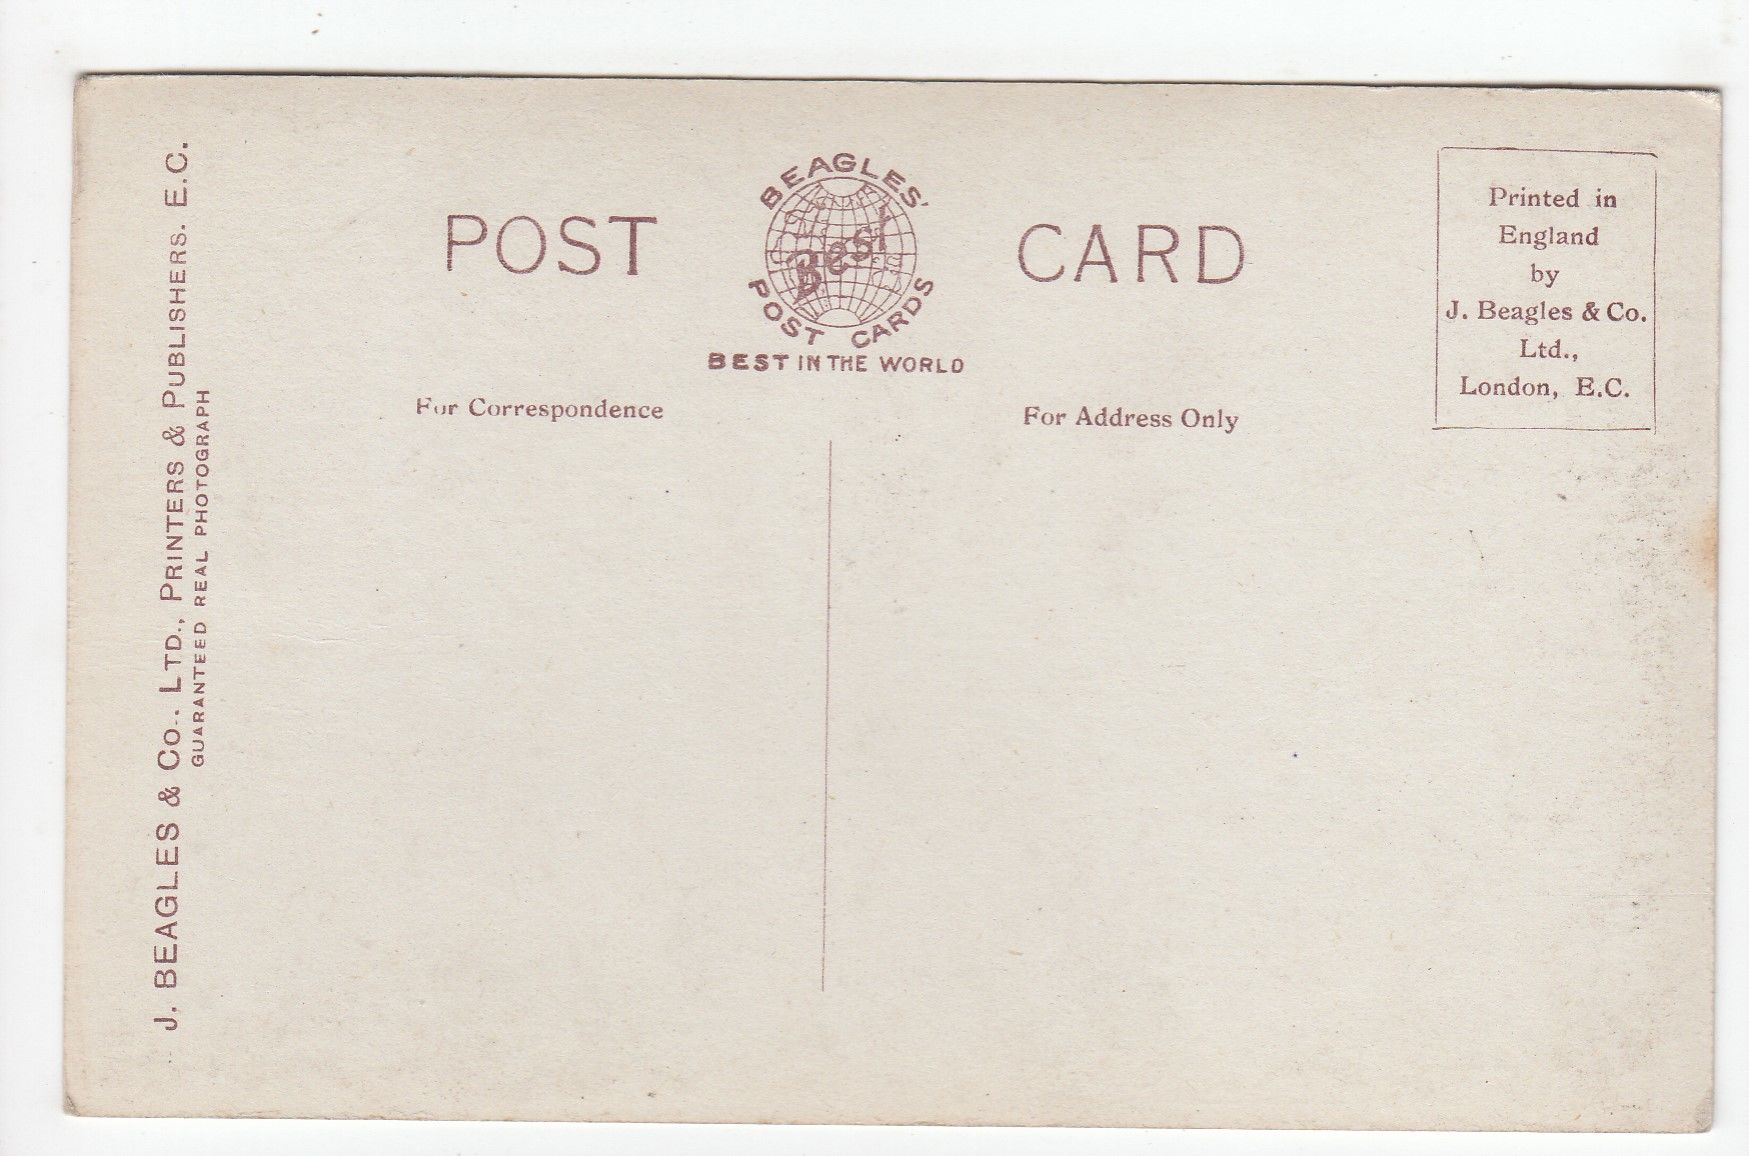 J. BEAGLES & Co.. LTD., PRINTERS & PUBLISHERS. E.C.
GUARANTEED REAL PHOTOGRAPH
POST CARD
BEAGLES'
Best
POST CARDS
BEST IN THE WORLD
For Correspondence
For Address Only
Printed in
England
by
J. Beagles & Co.
Ltd.,
London, E.C.